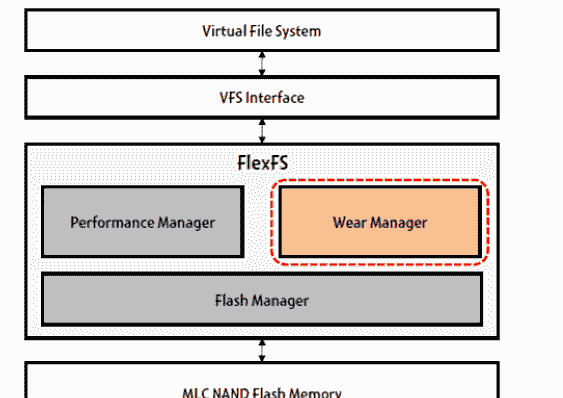 Virtual File System
VFS Interface
FlexFS
Performance Manager
Wear Manager
Flash Manager
MLC NAND Flash Memory